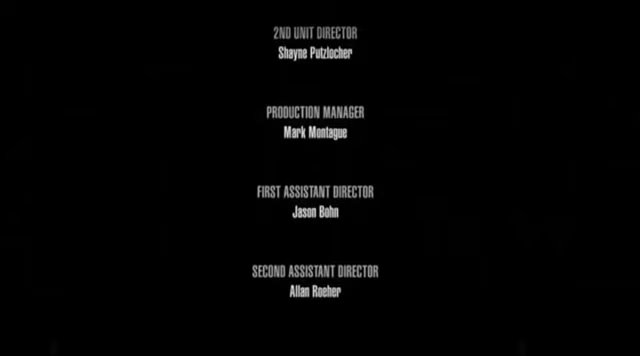 2ND UNIT DIRECTOR
Shayne Putzlocher
PRODUCTION MANAGER
Mark Montague
FIRST ASSISTANT DIRECTOR
Jason Bohn
SECOND ASSISTANT DIRECTOR
Allan Roeher